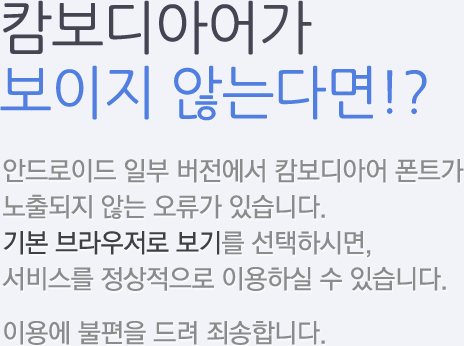 캄보디아어가
보이지 않는다면!?
안드로이드 일부 버전에서 캄보디아어 폰트가
노출되지 않는 오류가 있습니다.
기본 브라우저로 보기를 선택하시면,
서비스를 정상적으로 이용하실 수 있습니다.
이용에 불편을 드려 죄송합니다.